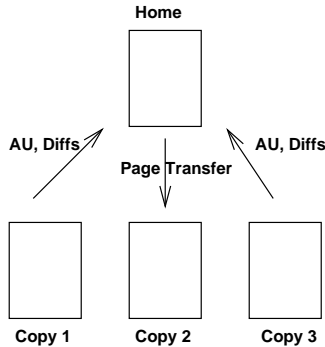 Home
AU, Diffs
AU, Diffs
Page Transfer
Copy 1
Copy 2
Copy 3